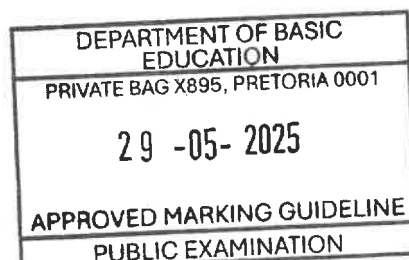 DEPARTMENT OF BASIC
EDUCATION
PRIVATE BAG X895, PRETORIA 0001
29 -05- 2025
APPROVED MARKING GUIDELINE
PUBLIC EXAMINATION